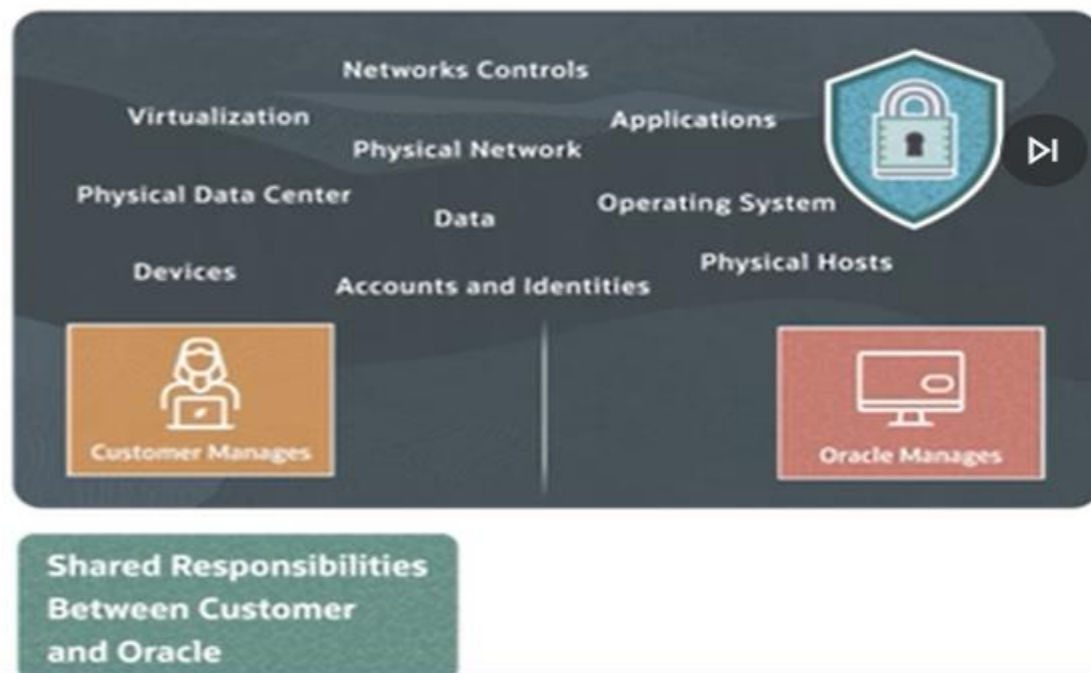 Networks Controls
Virtualization
Applications
Physical Network
Physical Data Center
Operating System
Data
Physical Hosts
Devices
Accounts and Identities
Customer Manages
Oracle Manages
Shared Responsibilities
Between Customer
and Oracle